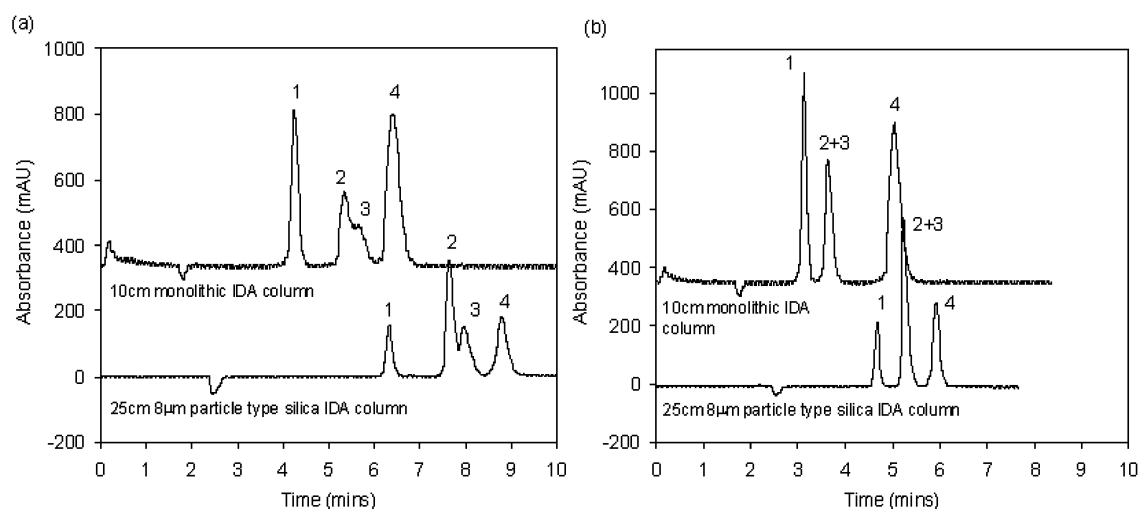 (a)
1000
800
600
400
200
0
-200
Absorbance (mAU)
1
2
3
4
10cm monolithic IDA column
1
2
3
4
25cm 8µm particle type silica IDA column
0 1 2 3 4 5 6 7 8 9 10
Time (mins)
(b)
1000
800
600
400
200
0
-200
Absorbance (mAU)
1
2+3
4
2+3
10cm monolithic IDA
column
1
4
25cm 8µm particle type silica IDA column
0 1 2 3 4 5 6 7 8 9 10
Time (mins)